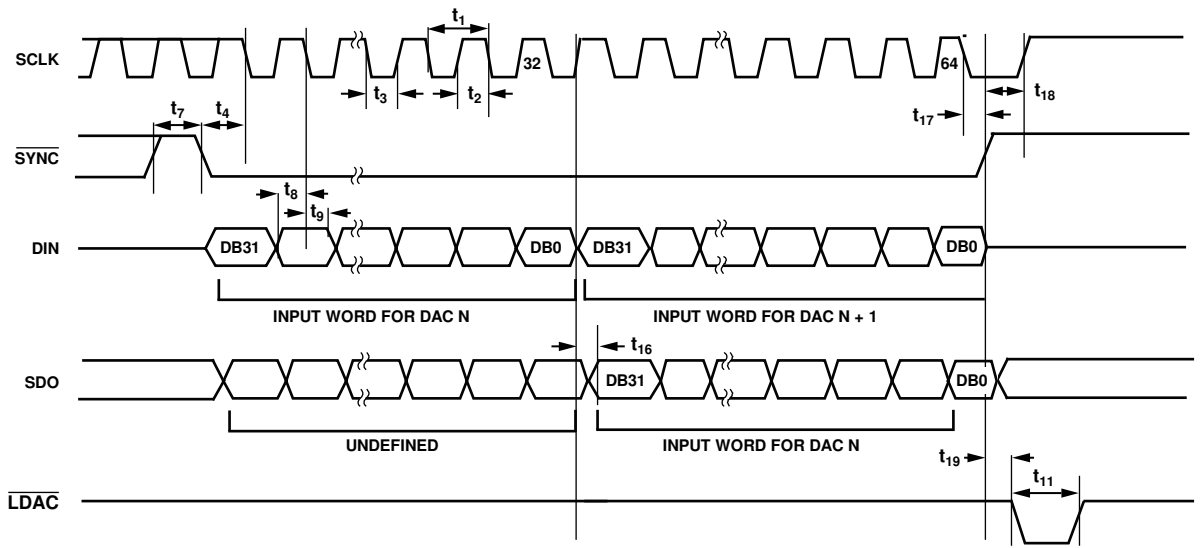 t1
SCLK
32
64
t3
t2
t18
t17
t7
t4
SYNC
t8
t9
DIN
DB31
DB0
DB31
DB0
INPUT WORD FOR DAC N
INPUT WORD FOR DAC N + 1
t16
SDO
DB31
DB0
UNDEFINED
INPUT WORD FOR DAC N
t19
t11
LDAC